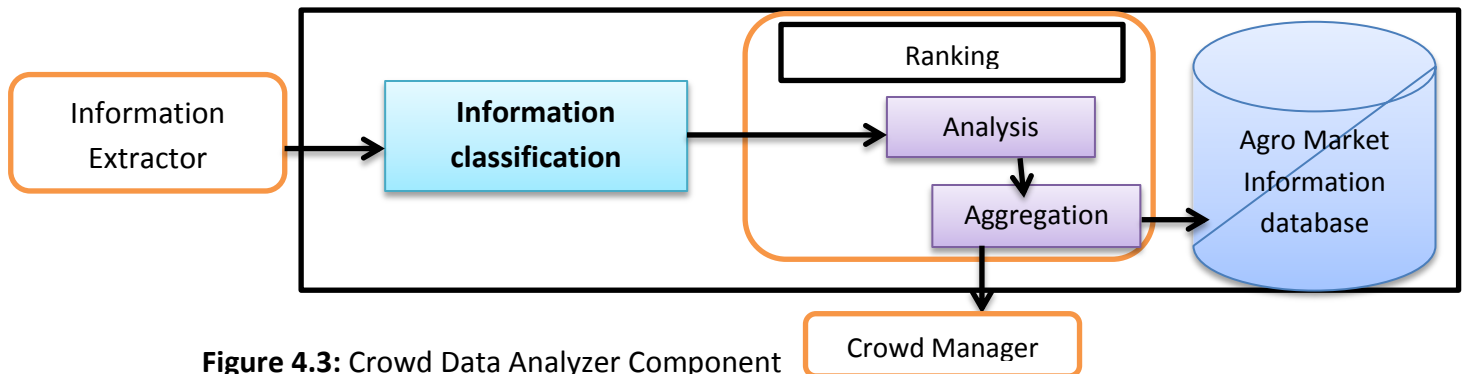 Ranking
Information
Extractor
Information
classification
Analysis
Aggregation
Agro Market
Information
database
Crowd Manager
Figure 4.3: Crowd Data Analyzer Component